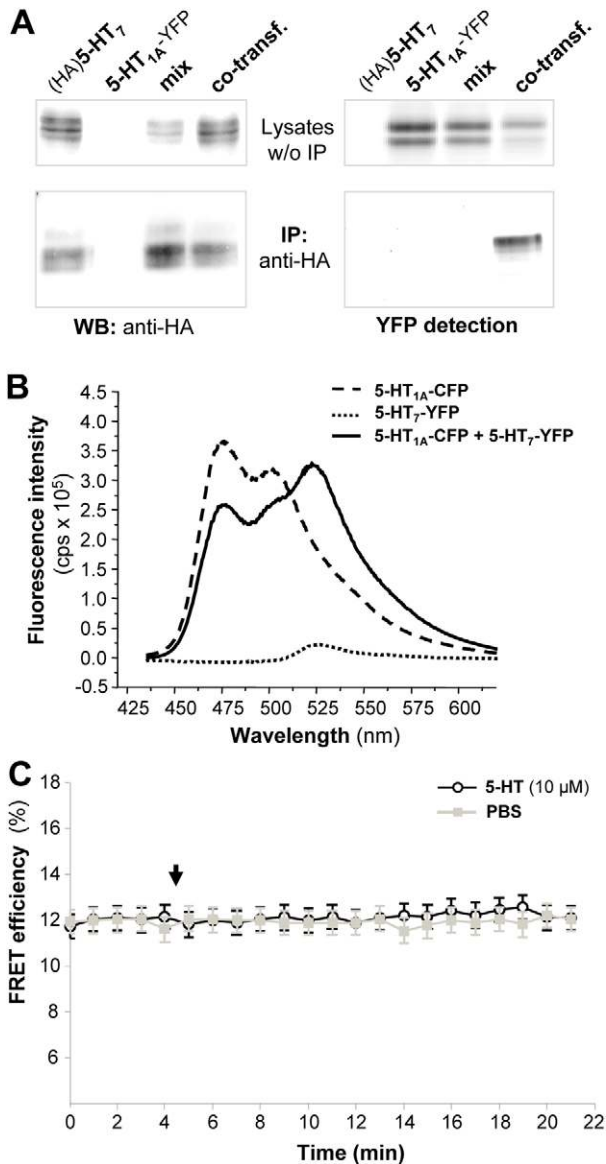 A
(HA)5-HT7
5-HT1A-YFP
mix
co-transf.
(HA)5-HT7
5-HT1A-YFP
mix
co-transf.
Lysates
w/o IP
IP:
anti-HA
WB: anti-HA
YFP detection
B
5-HT1A-CFP
5-HT7-YFP
5-HT1A-CFP + 5-HT7-YFP
Fluorescence intensity
(cps x 10⁵)
4.5
4.0
3.5
3.0
2.5
2.0
1.5
1.0
0.5
0.0
-0.5
425 450 475 500 525 550 575 600
Wavelength (nm)
C
5-HT (10 µM)
PBS
FRET efficiency (%)
18
16
14
12
10
8
6
0 2 4 6 8 10 12 14 16 18 20 22
Time (min)